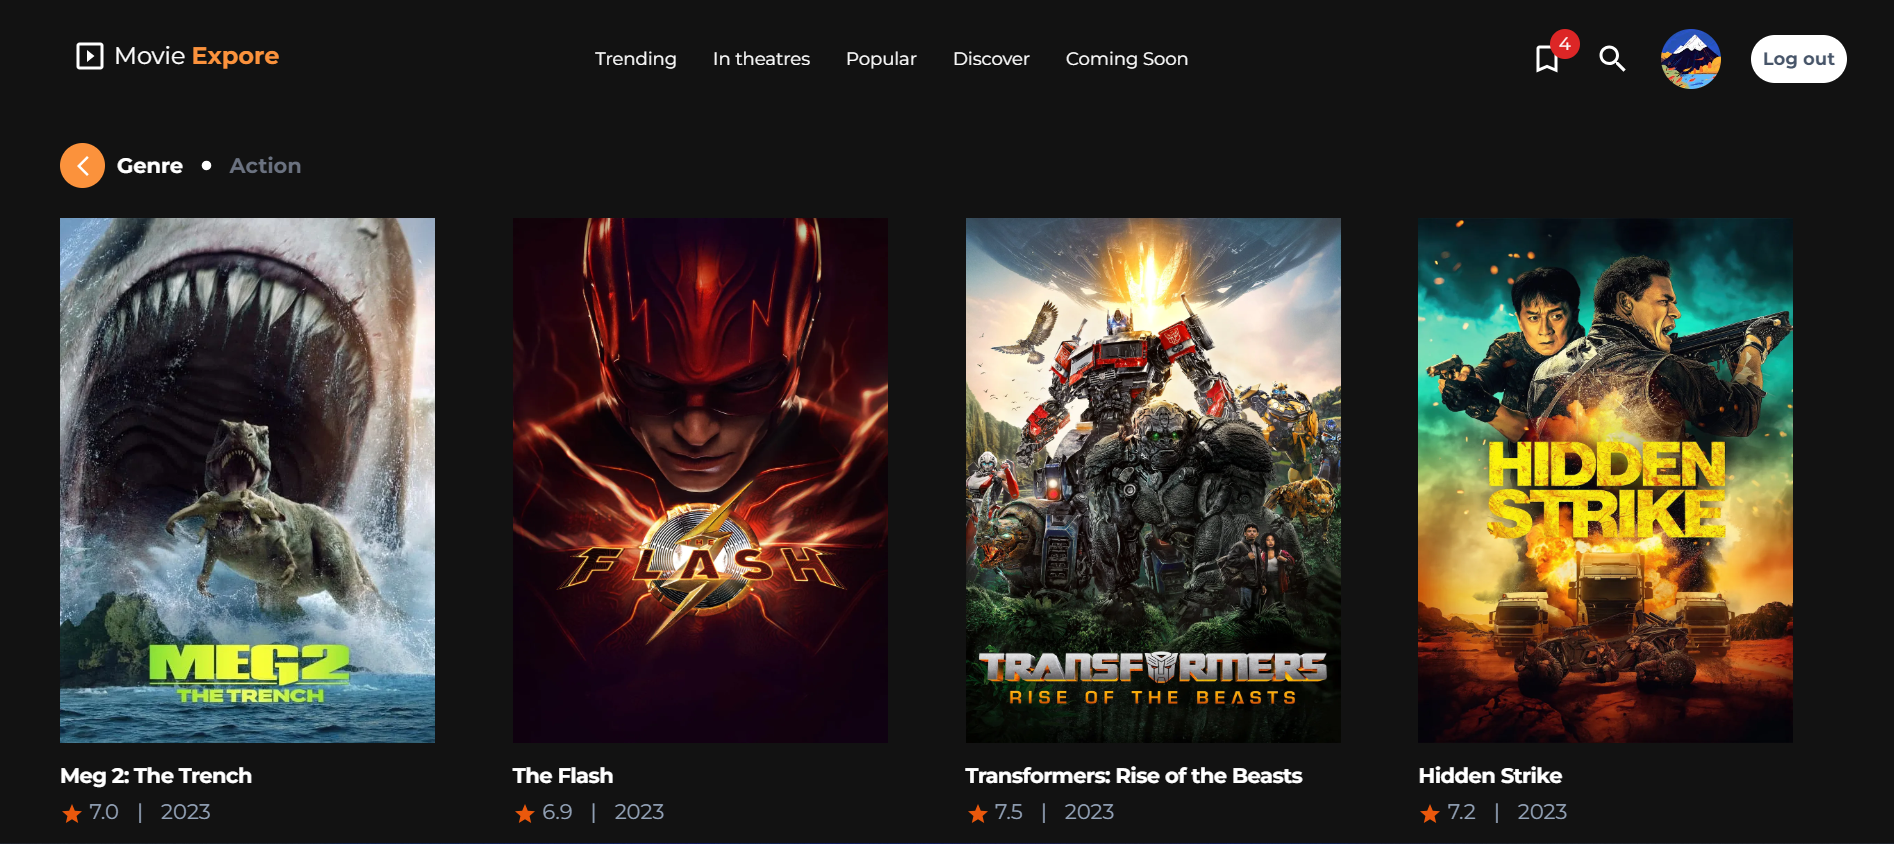 Movie Expore
Trending
In theatres
Popular
Discover
Coming Soon
4
Log out
Genre • Action
MEG2
THE TRENCH
THE
FLASH
TRANSFORMERS
RISE OF THE BEASTS
HIDDEN
STRIKE
Meg 2: The Trench
7.0 | 2023
The Flash
6.9 | 2023
Transformers: Rise of the Beasts
7.5 | 2023
Hidden Strike
7.2 | 2023